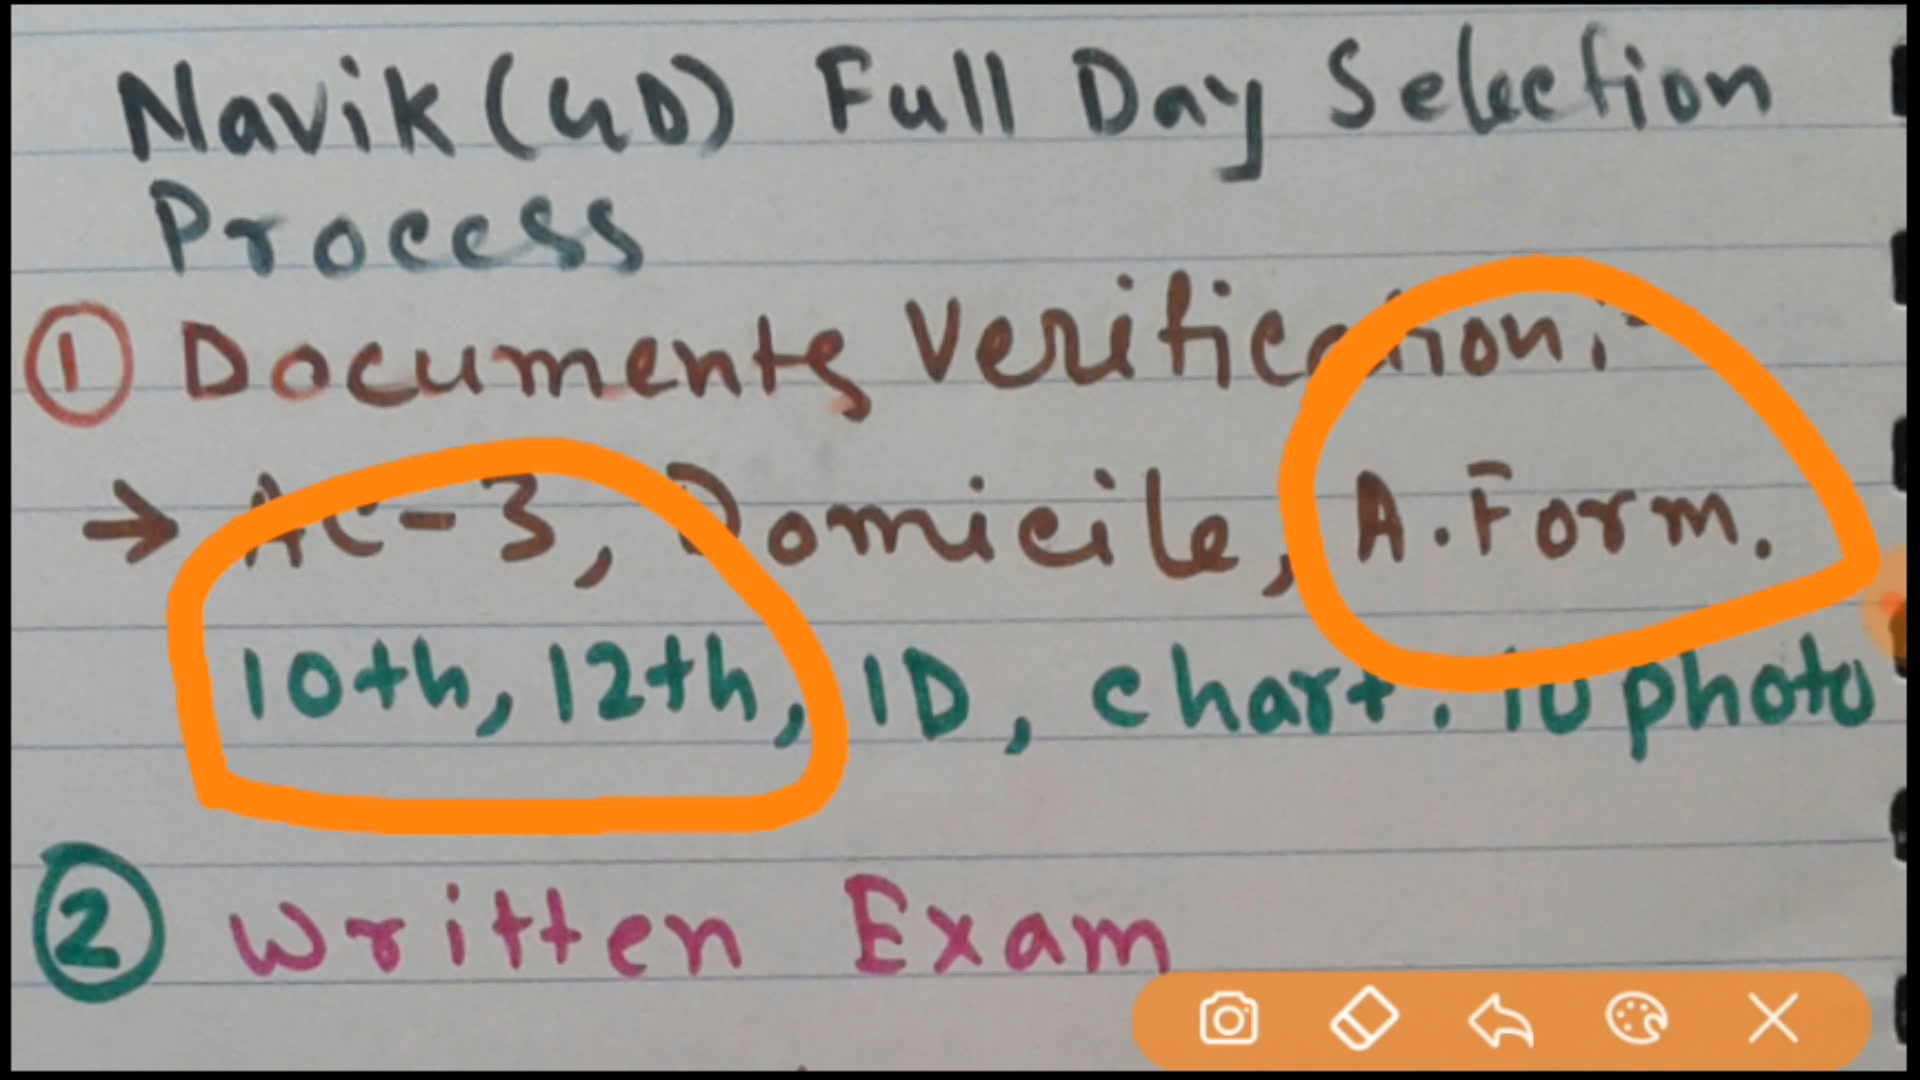 Navik (GD) Full Day Selection
Process
① Documents Verification:-
→ AC-3, Domicile, A. Form.
10th, 12th, ID, chart. 10 photo
② Written Exam